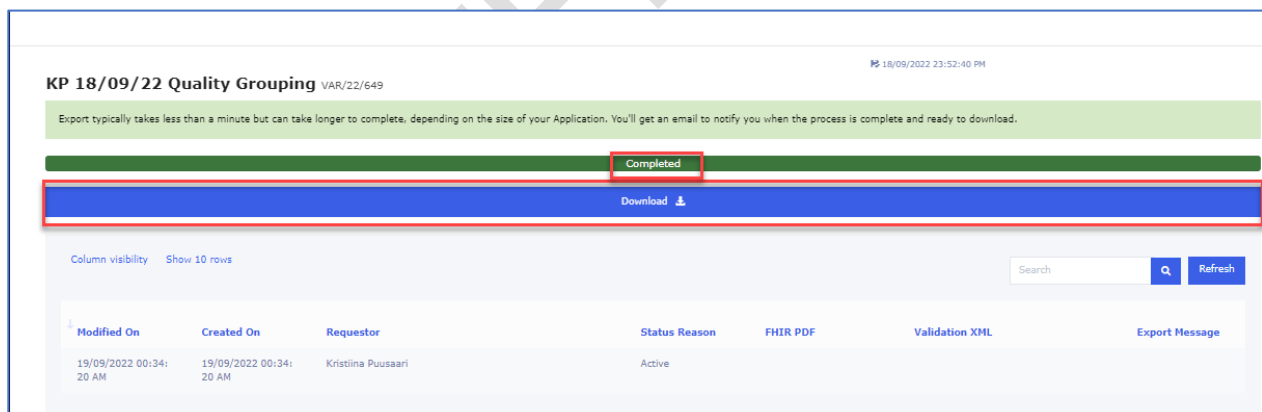 18/09/2022 23:52:40 PM
KP 18/09/22 Quality Grouping VAR/22/649
Export typically takes less than a minute but can take longer to complete, depending on the size of your Application. You'll get an email to notify you when the process is complete and ready to download.
Completed
Download
Column visibility Show 10 rows
Search Refresh
Modified On Created On Requestor Status Reason FHIR PDF Validation XML Export Message
19/09/2022 00:34: 19/09/2022 00:34: Kristiina Puusaari Active
20 AM 20 AM